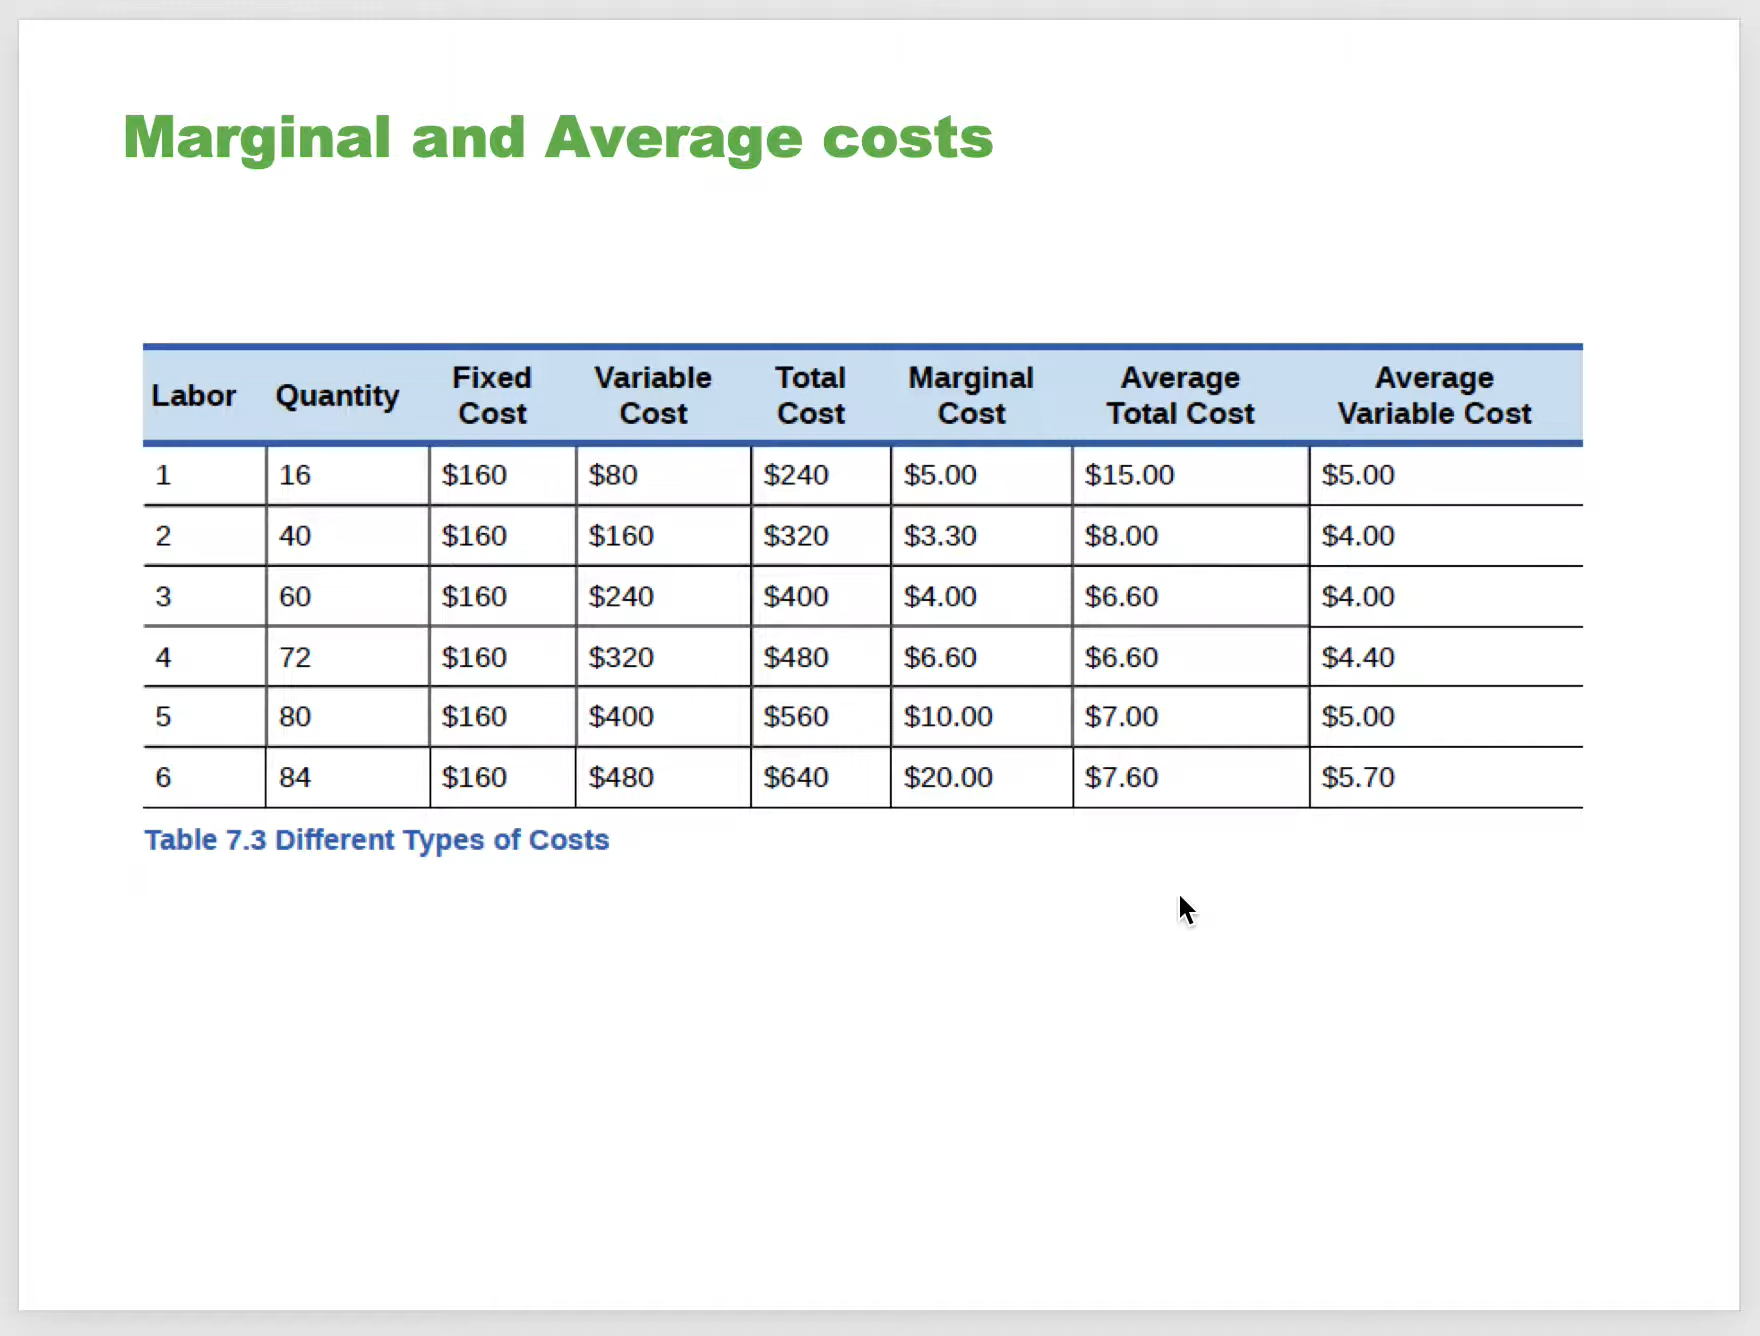 Marginal and Average costs
Labor Quantity Fixed Cost Variable Cost Total Cost Marginal Cost Average Total Cost Average Variable Cost
1 16 $160 $80 $240 $5.00 $15.00 $5.00
2 40 $160 $160 $320 $3.30 $8.00 $4.00
3 60 $160 $240 $400 $4.00 $6.60 $4.00
4 72 $160 $320 $480 $6.60 $6.60 $4.40
5 80 $160 $400 $560 $10.00 $7.00 $5.00
6 84 $160 $480 $640 $20.00 $7.60 $5.70
Table 7.3 Different Types of Costs